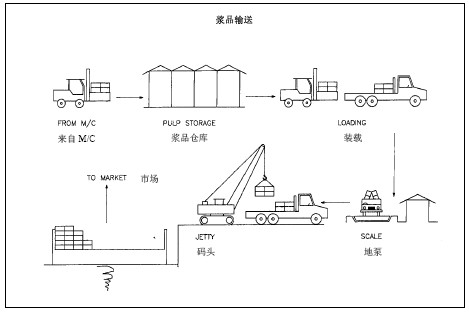 浆品输送
FROM M/C
来自 M/C
PULP STORAGE
浆品仓库
LOADING
装载
TO MARKET 市场
JETTY
码头
SCALE
地泵